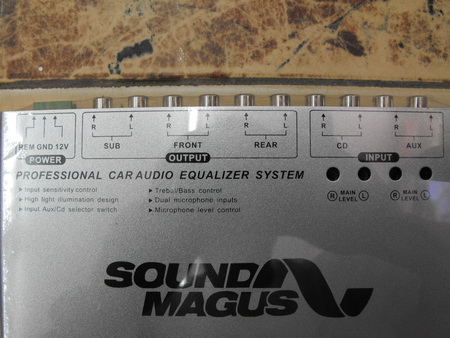 R L R L R L R L R L
REM GND 12V SUB FRONT REAR CD AUX
POWER OUTPUT INPUT
PROFESSIONAL CAR AUDIO EQUALIZER SYSTEM
Input sensitivity control
High light illumination design
Input Aux/Cd selector switch
Trebull/Bass control
Dual microphone inputs
Microphone level control
R MAIN LEVEL L
R MAIN LEVEL L
SOUND
MAGUS